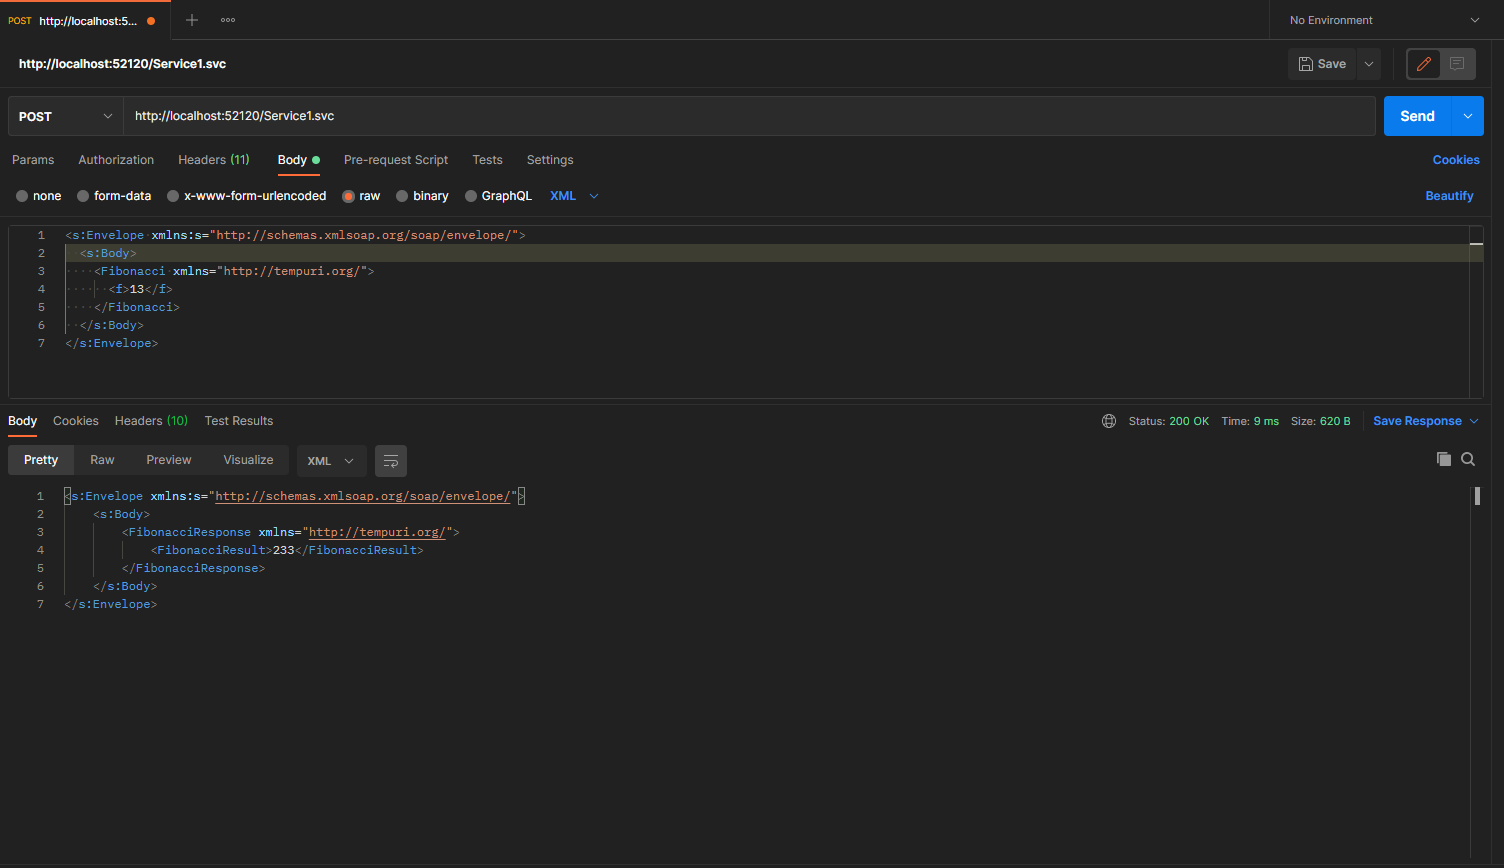 POST http://localhost:5...
No Environment
http://localhost:52120/Service1.svc
Save
POST http://localhost:52120/Service1.svc
Send
Params Authorization Headers (11) Body Pre-request Script Tests Settings Cookies
none form-data x-www-form-urlencoded raw binary GraphQL XML Beautify
1 <s:Envelope xmlns:s="http://schemas.xmlsoap.org/soap/envelope/">
2 <s:Body>
3 <Fibonacci xmlns="http://tempuri.org/">
4 <f>13</f>
5 </Fibonacci>
6 </s:Body>
7 </s:Envelope>
Body Cookies Headers (10) Test Results Status: 200 OK Time: 9 ms Size: 620 B Save Response
Pretty Raw Preview Visualize XML
1 <s:Envelope xmlns:s="http://schemas.xmlsoap.org/soap/envelope/">
2 <s:Body>
3 <FibonacciResponse xmlns="http://tempuri.org/">
4 <FibonacciResult>233</FibonacciResult>
5 </FibonacciResponse>
6 </s:Body>
7 </s:Envelope>